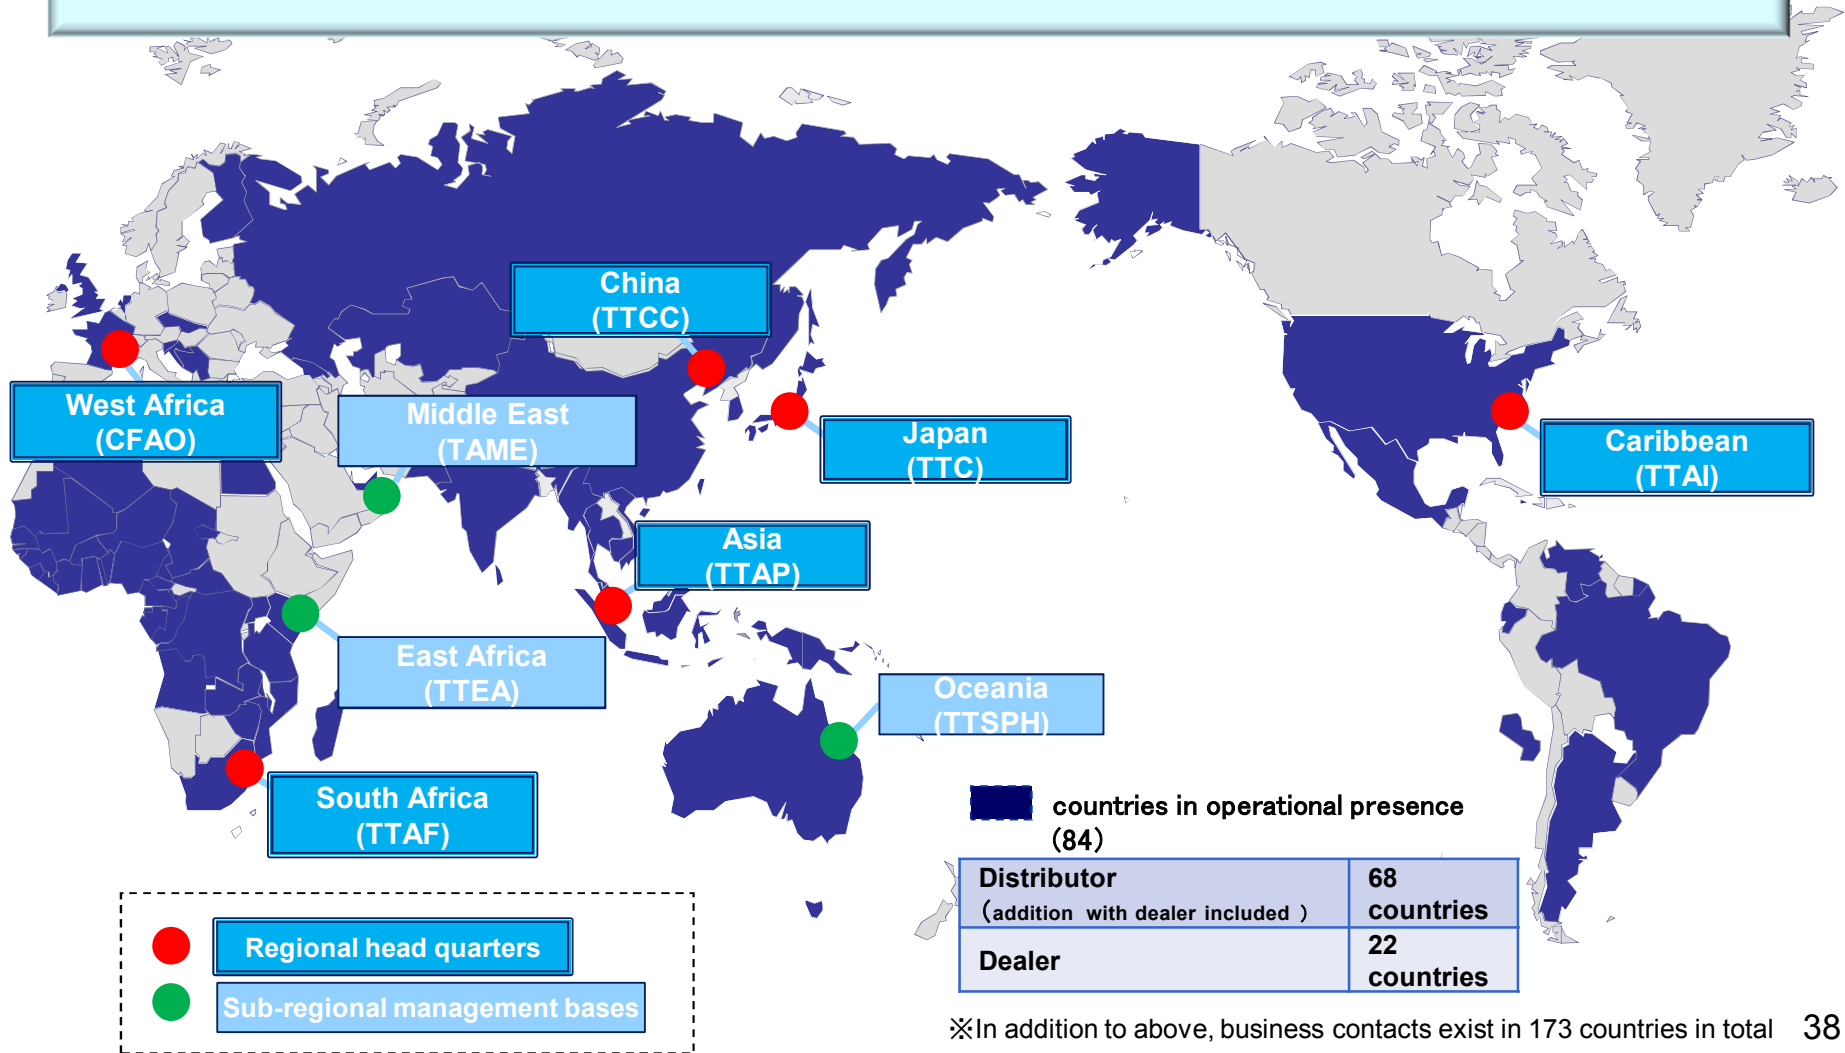 China
(TTCC)
West Africa
(CFAO)
Middle East
(TAME)
Japan
(TTC)
Caribbean
(TTAI)
Asia
(TTAP)
East Africa
(TTEA)
Oceania
(TTSPH)
South Africa
(TTAF)
countries in operational presence
(84)
Distributor
(addition with dealer included )
68
countries
Dealer
22
countries
Regional head quarters
Sub-regional management bases
※In addition to above, business contacts exist in 173 countries in total
38